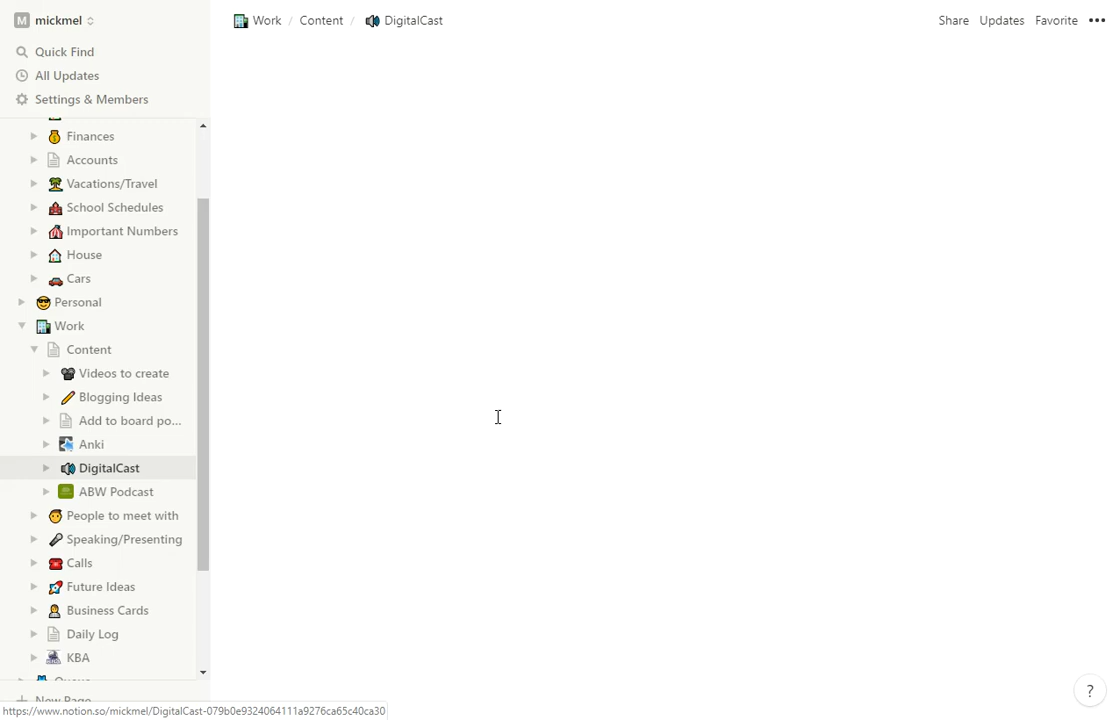 M mickmel
Work / Content / DigitalCast
Share Updates Favorite •••
Quick Find
All Updates
Settings & Members
Finances
Accounts
Vacations/Travel
School Schedules
Important Numbers
House
Cars
Personal
Work
Content
Videos to create
Blogging Ideas
Add to board po...
Anki
DigitalCast
ABW Podcast
People to meet with
Speaking/Presenting
Calls
Future Ideas
Business Cards
Daily Log
KBA
+ New Page
?
https://www.notion.so/mickmel/DigitalCast-079b0e9324064111a9276ca65c40ca30